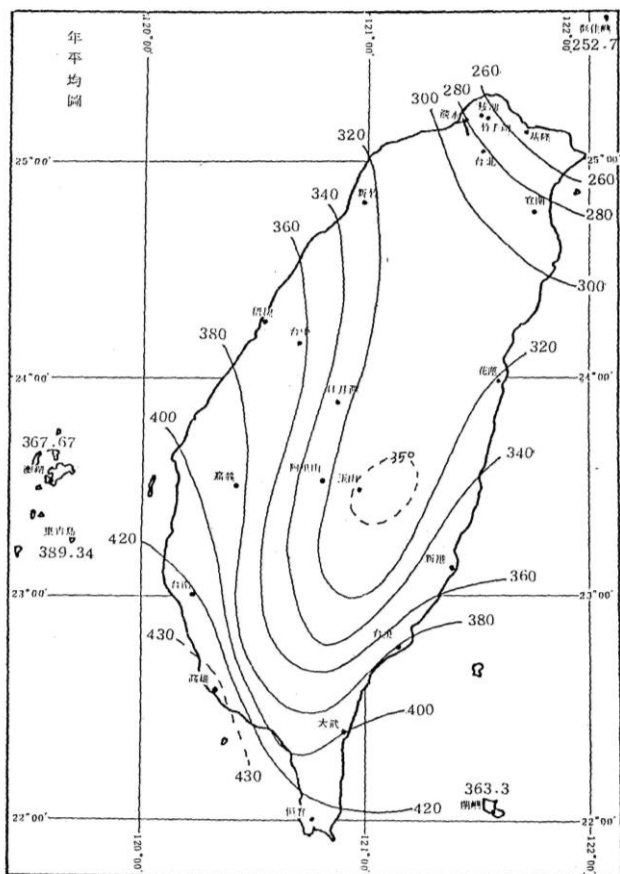 年平均圖
120°00'
121°00'
122°00'
彭佳嶼
252.7
260
280
300
淡水
竹子湖
基隆
320
台北
25°00'
25°00'
260
新竹
340
宜蘭
280
360
300
梧棲
台中
380
320
花蓮
24°00'
24°00'
日月潭
400
367.67
澎湖
35°
340
嘉義
阿里山
玉山
東吉島
389.34
420
新港
360
台南
23°00'
23°00'
380
430
台東
高雄
大武
400
430
363.3
蘭嶼
420
恆春
22°00'
22°00'
120°00'
121°00'
122°00'